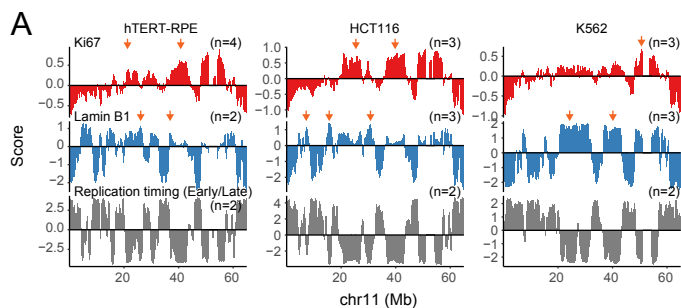 A
hTERT-RPE
HCT116
K562
Ki67
(n=4)
(n=3)
(n=3)
0.5
0.0
−0.5
1.0
0.5
0.0
−0.5
−1.0
0.5
0.0
−0.5
−1.0
Lamin B1
(n=2)
(n=3)
(n=3)
1
0
−1
−2
1
0
−1
−2
2
1
0
−1
−2
Score
Replication timing (Early/Late)
(n=2)
(n=2)
(n=2)
2.5
0.0
−2.5
4
2
0
−2
2
1
0
−1
−2
20 40 60
20 40 60
20 40 60
chr11 (Mb)